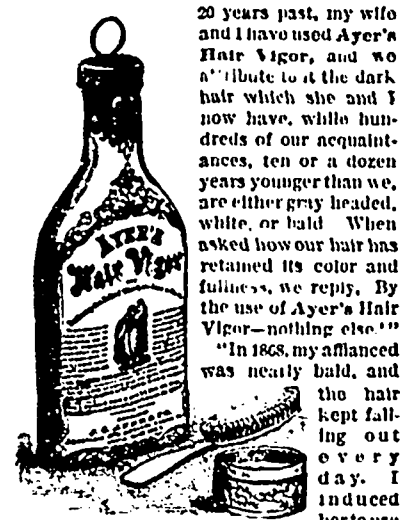 AYER'S
Hair Vigor
20 years past, my wife
and I have used Ayer's
Hair Vigor, and we
attribute to it the dark
hair which she and I
now have, while hun-
dreds of our acquaint-
ances, ten or a dozen
years younger than we,
are either gray headed,
white, or bald When
asked how our hair has
retained its color and
fullness, we reply, By
the use of Ayer's Hair
Vigor—nothing else.'"
"In 1868, my affianced
was nearly bald, and
the hair
kept fall-
ing out
every
day. I
induced
her to use